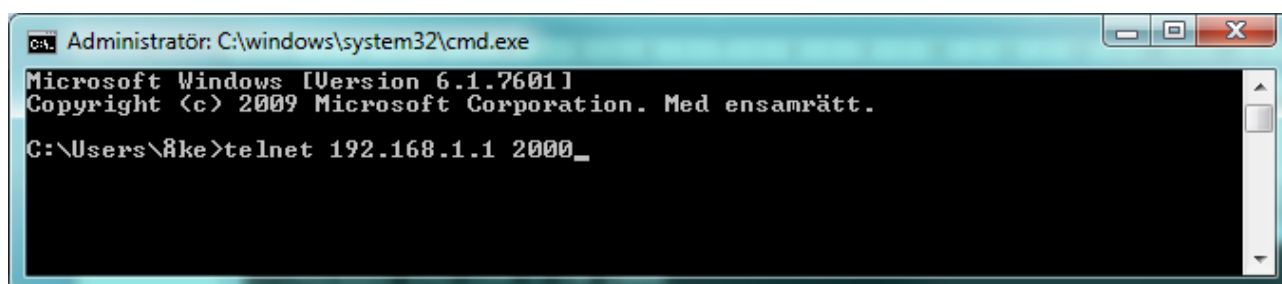 Administratör: C:\windows\system32\cmd.exe
Microsoft Windows [Version 6.1.7601]
Copyright (c) 2009 Microsoft Corporation. Med ensamrätt.
C:\Users\Åke>telnet 192.168.1.1 2000_